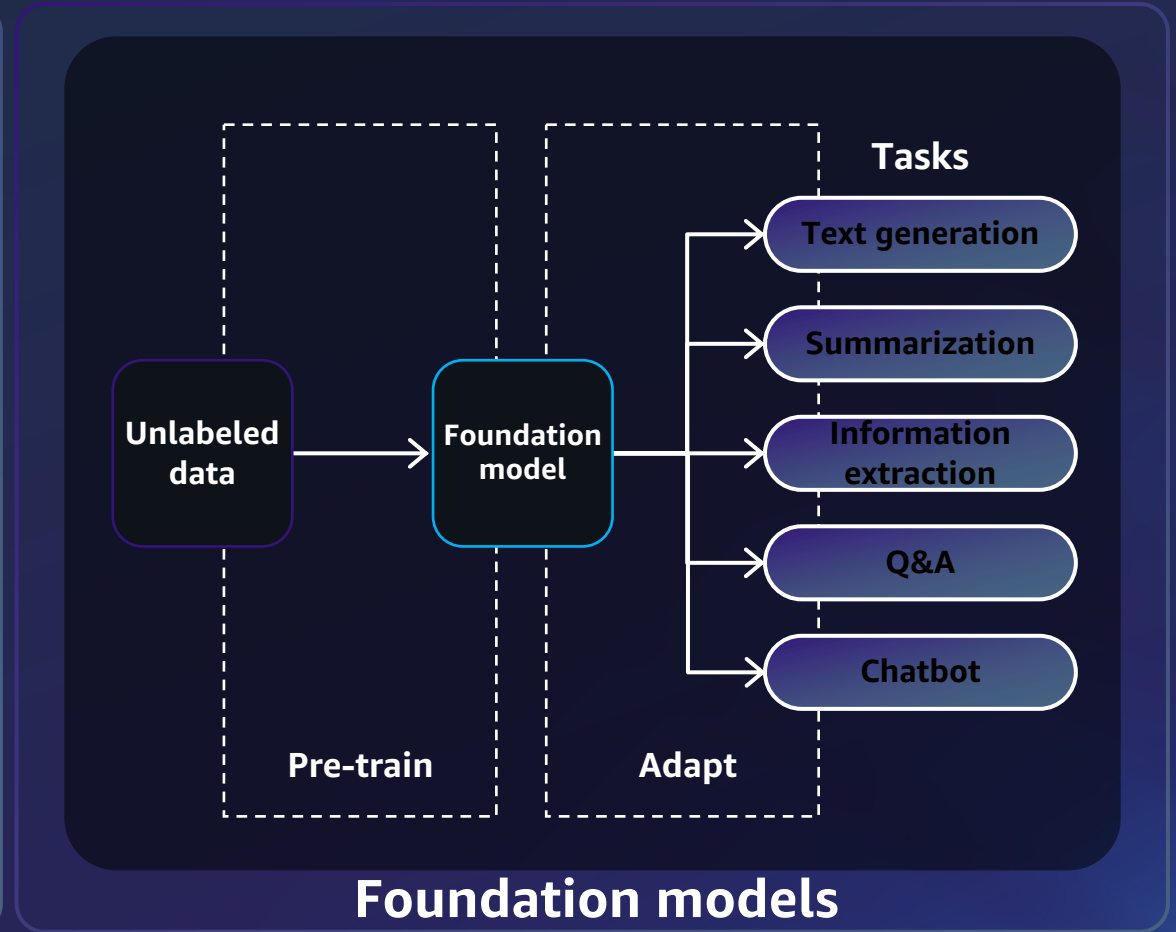 Tasks
Text generation
Summarization
Information
extraction
Q&A
Chatbot
Unlabeled
data
Foundation
model
Pre-train
Adapt
Foundation models